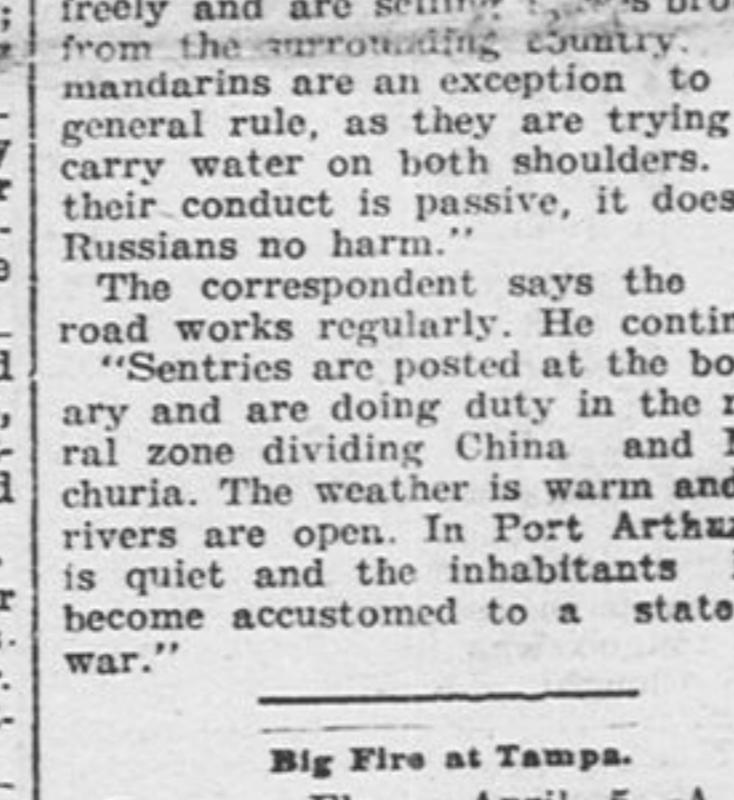 freely and are
from the surrounding country.
mandarins are an exception to
general rule, as they are trying
carry water on both shoulders.
their conduct is passive, it does
Russians no harm."
The correspondent says the
road works regularly. He contin
"Sentries are posted at the bo
ary and are doing duty in the
ral zone dividing China and
churia. The weather is warm and
rivers are open. In Port Arthur
is quiet and the inhabitants
become accustomed to a state
war."
Big Fire at Tampa.
April 5. A